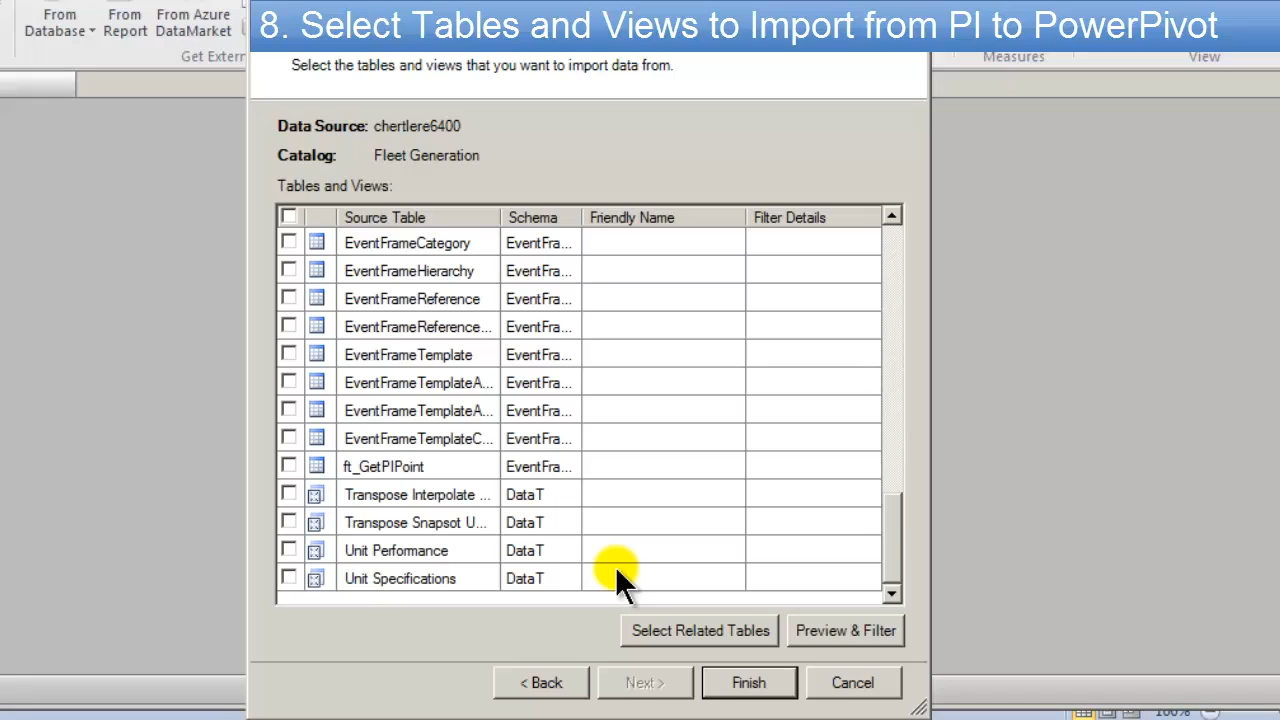 8. Select Tables and Views to Import from PI to PowerPivot
From Database
From Report
From Azure DataMarket
Get Extern
Measures
View
Select the tables and views that you want to import data from.
Data Source: chertlere6400
Catalog: Fleet Generation
Tables and Views:
Source Table Schema Friendly Name Filter Details
EventFrameCategory EventFra...
EventFrameHierarchy EventFra...
EventFrameReference EventFra...
EventFrameReference... EventFra...
EventFrameTemplate EventFra...
EventFrameTemplateA... EventFra...
EventFrameTemplateA... EventFra...
EventFrameTemplateC... EventFra...
ft_GetPIPoint EventFra...
Transpose Interpolate ... DataT
Transpose Snapsot U... DataT
Unit Performance DataT
Unit Specifications DataT
Select Related Tables Preview & Filter
< Back Next > Finish Cancel
100%